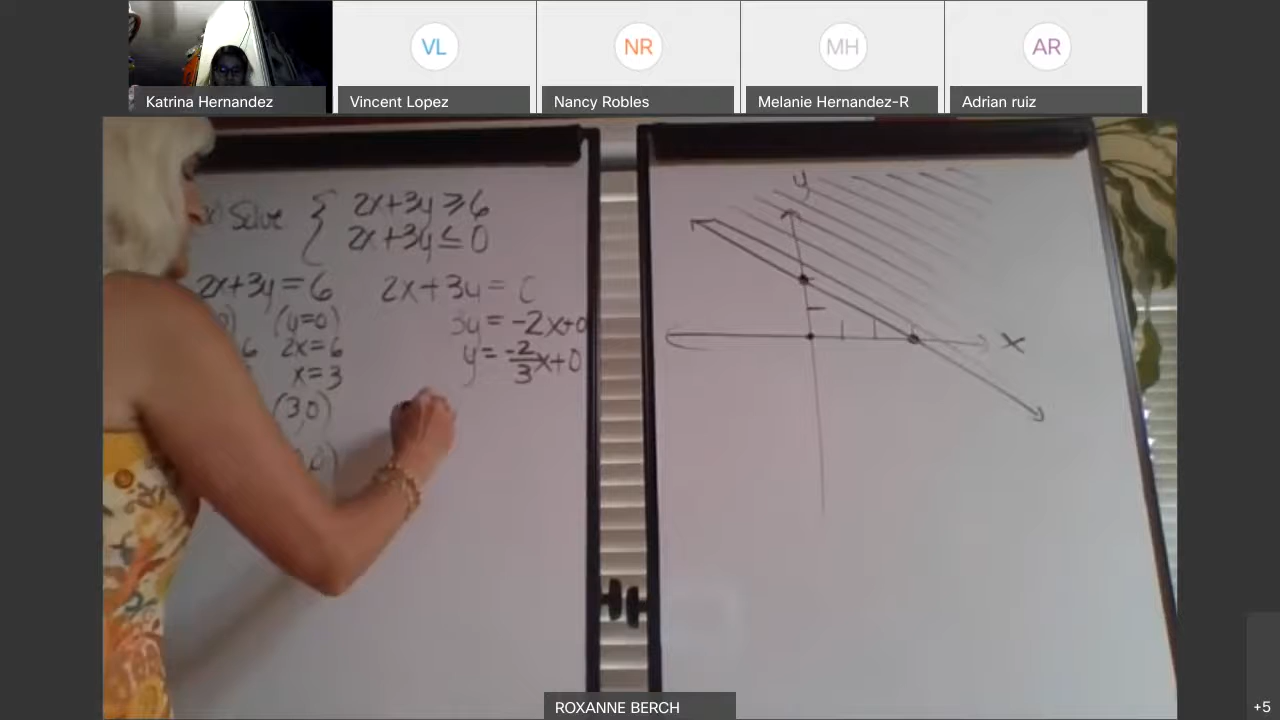 Katrina Hernandez
VL
Vincent Lopez
NR
Nancy Robles
MH
Melanie Hernandez-R
AR
Adrian ruiz
Solve { 2x+3y ≥ 6
2x+3y ≤ 0
2x+3y=6
(y=0)
6 2x=6
x=3
(3,0)
,0)
2x+3y=
3y=-2x+0
y=-2/3x+0
y
x
ROXANNE BERCH
+5